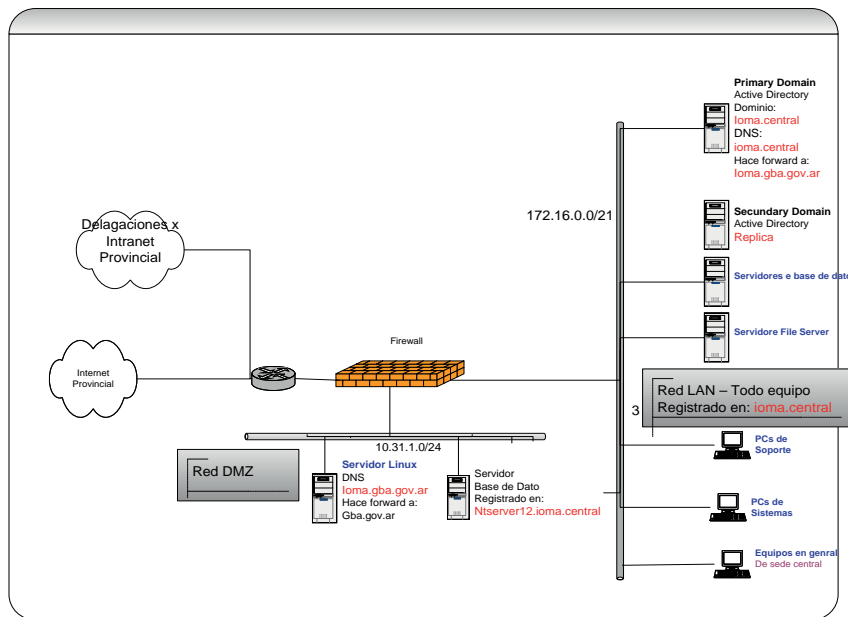 Primary Domain
Active Directory
Dominio:
Ioma.central
DNS:
ioma.central
Hace forward a:
Ioma.gba.gov.ar
172.16.0.0/21
Secundary Domain
Active Directory
Replica
Delagaciones x
Intranet
Provincial
Servidores e base de dato
Servidore File Server
Firewall
Internet
Provincial
Red LAN – Todo equipo
Registrado en: ioma.central
3
PCs de
Soporte
10.31.1.0/24
Red DMZ
Servidor Linux
DNS
Ioma.gba.gov.ar
Hace forward a:
Gba.gov.ar
Servidor
Base de Dato
Registrado en:
Ntserver12.ioma.central
PCs de
Sistemas
Equipos en genral
De sede central